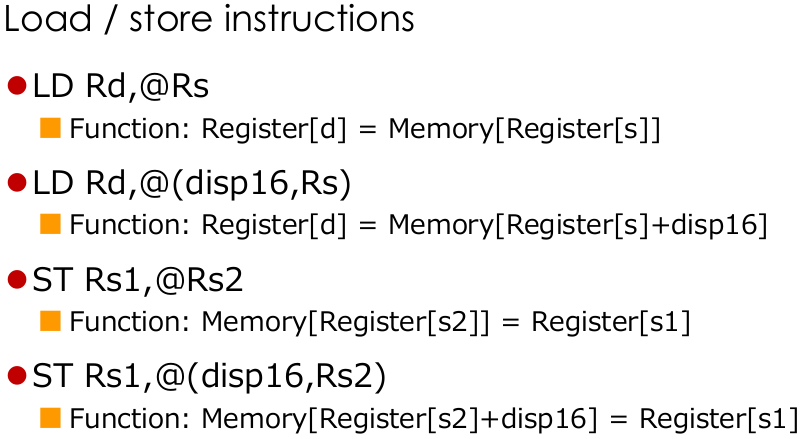 Load / store instructions
LD Rd,@Rs
Function: Register[d] = Memory[Register[s]]
LD Rd,@(disp16,Rs)
Function: Register[d] = Memory[Register[s]+disp16]
ST Rs1,@Rs2
Function: Memory[Register[s2]] = Register[s1]
ST Rs1,@(disp16,Rs2)
Function: Memory[Register[s2]+disp16] = Register[s1]